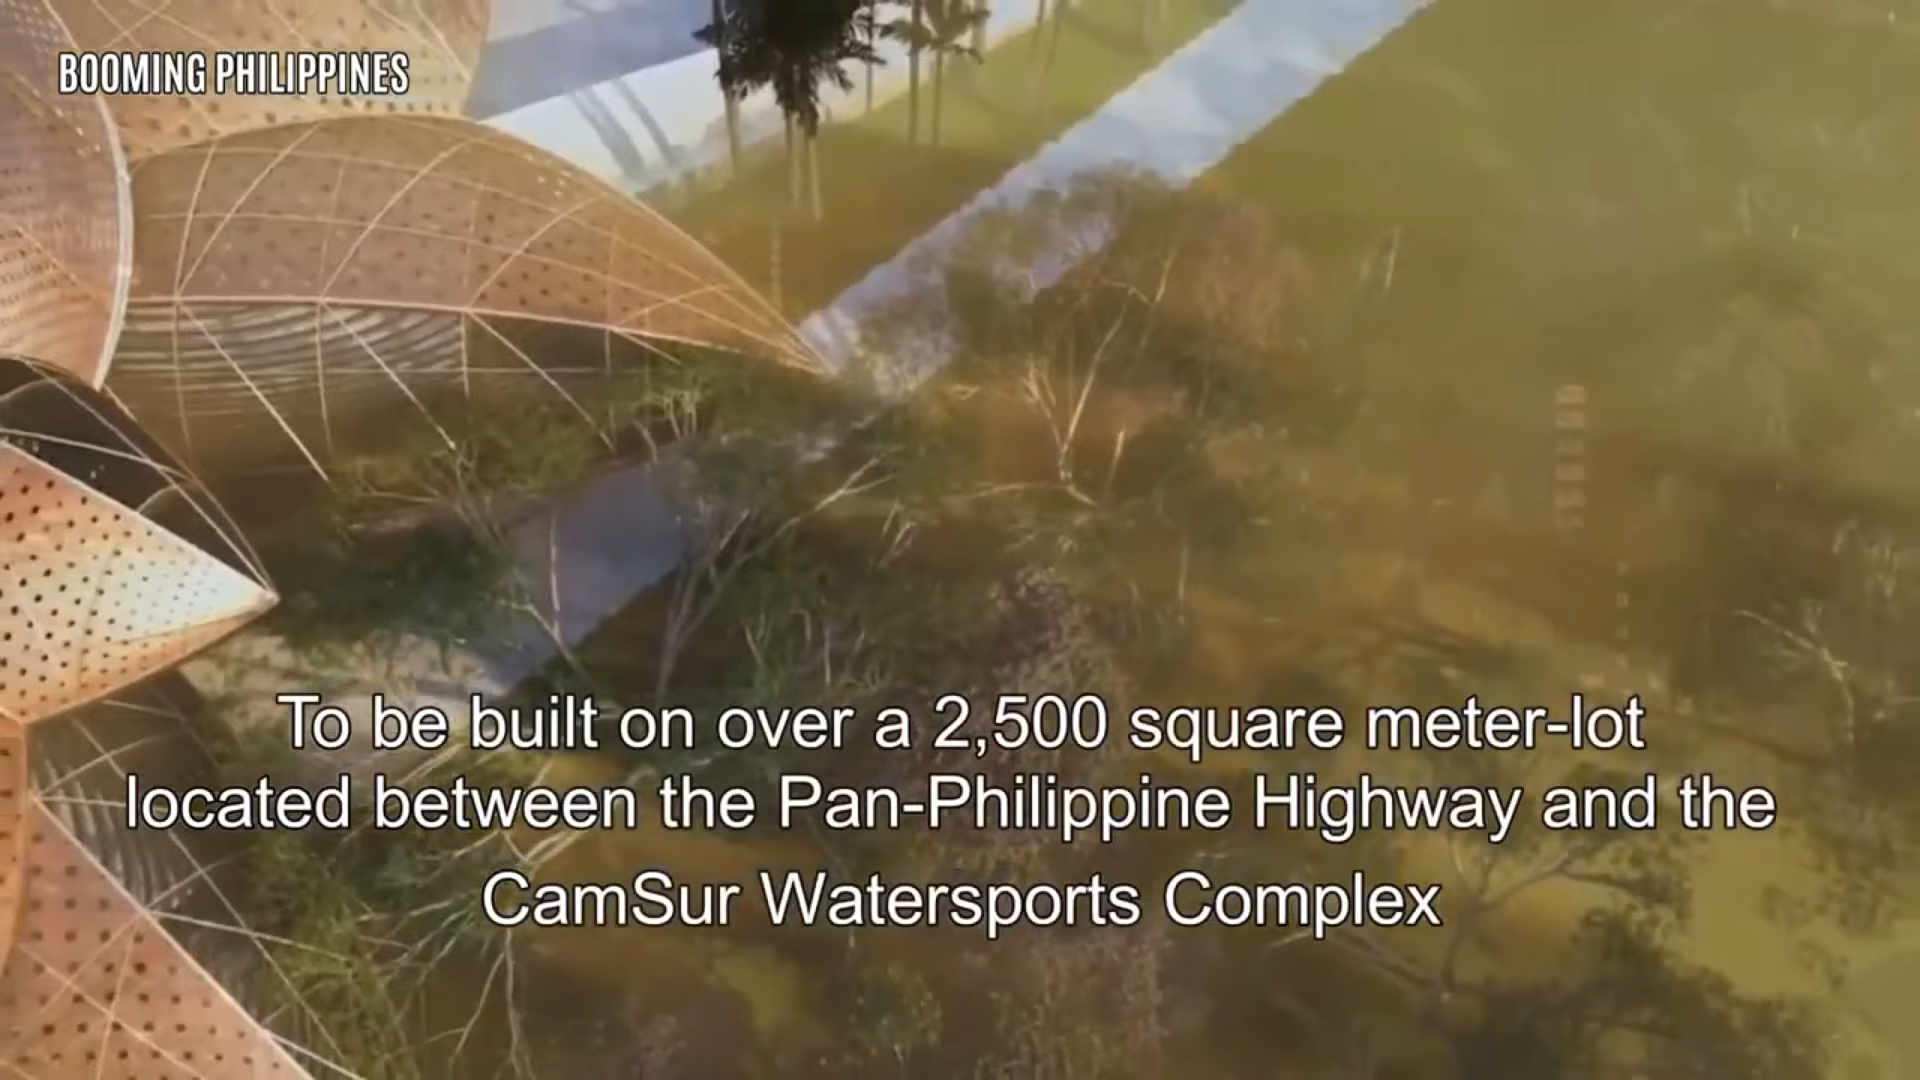 BOOMING PHILIPPINES
To be built on over a 2,500 square meter-lot
located between the Pan-Philippine Highway and the
CamSur Watersports Complex